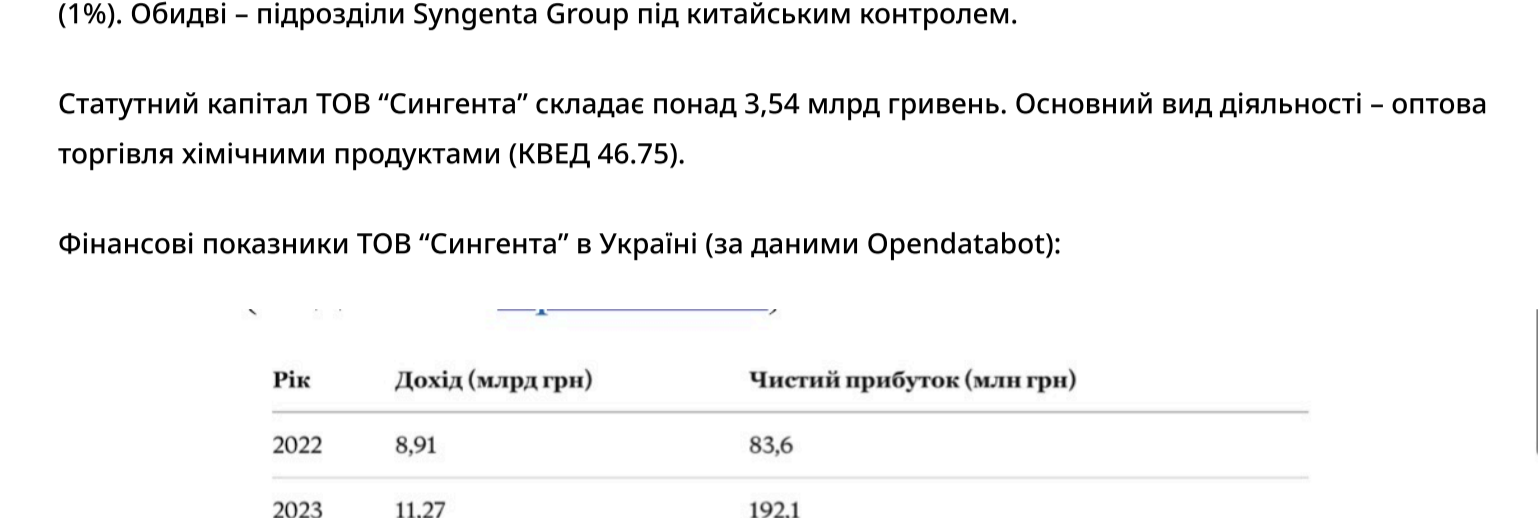 (1%). Обидві – підрозділи Syngenta Group під китайським контролем.
Статутний капітал ТОВ “Сингента” складає понад 3,54 млрд гривень. Основний вид діяльності – оптова
торгівля хімічними продуктами (КВЕД 46.75).
Фінансові показники ТОВ “Сингента” в Україні (за даними Opendatabot):
Рік Дохід (млрд грн) Чистий прибуток (млн грн)
2022 8,91 83,6
2023 11,27 192,1